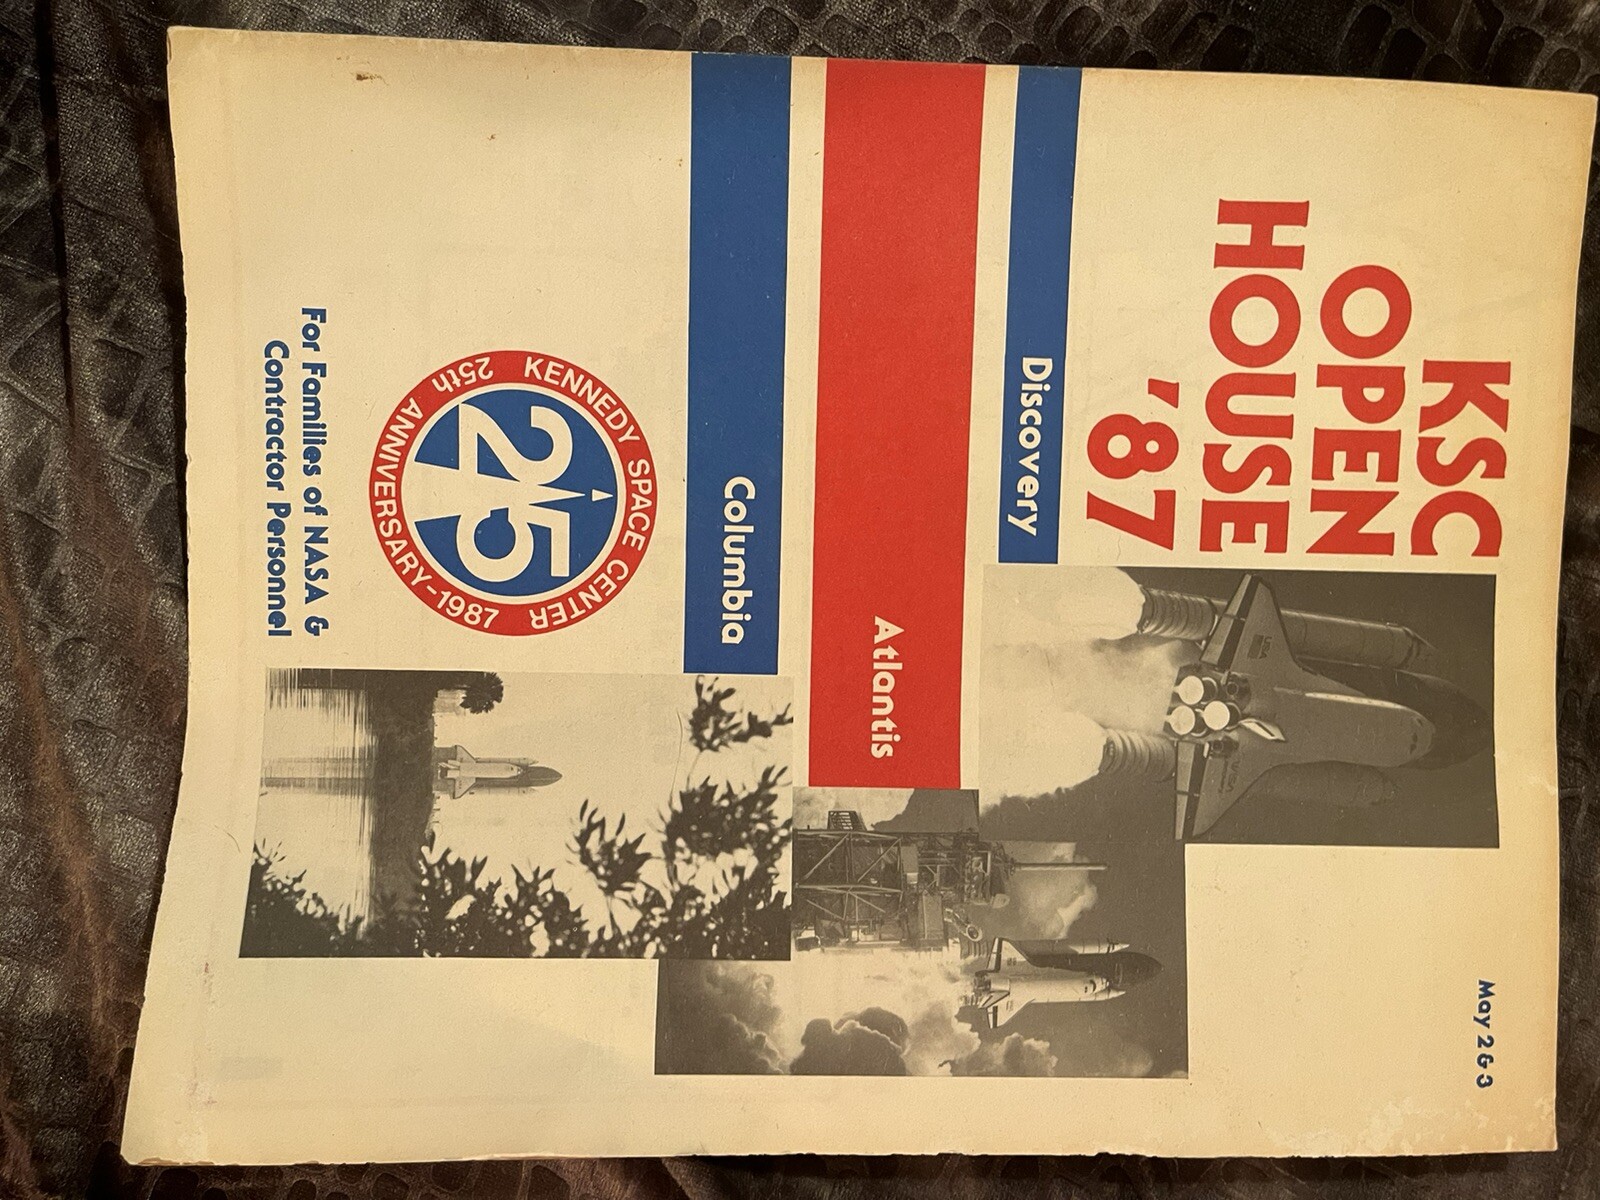 May 2 & 3
KSC
OPEN
HOUSE
'87
Discovery
Atlantis
Columbia
KENNEDY SPACE CENTER
25th ANNIVERSARY-1987
25
For Families of NASA &
Contractor Personnel